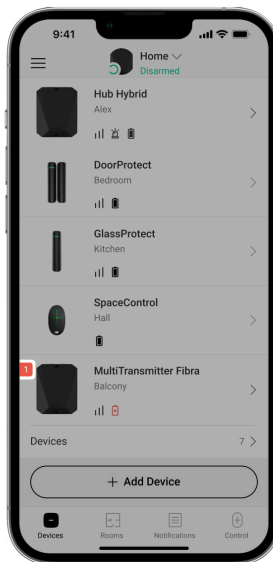 9:41
Home
Disarmed
Hub Hybrid
Alex
DoorProtect
Bedroom
GlassProtect
Kitchen
SpaceControl
Hall
1
MultiTransmitter Fibra
Balcony
Devices 7
+ Add Device
Devices Rooms Notifications Control